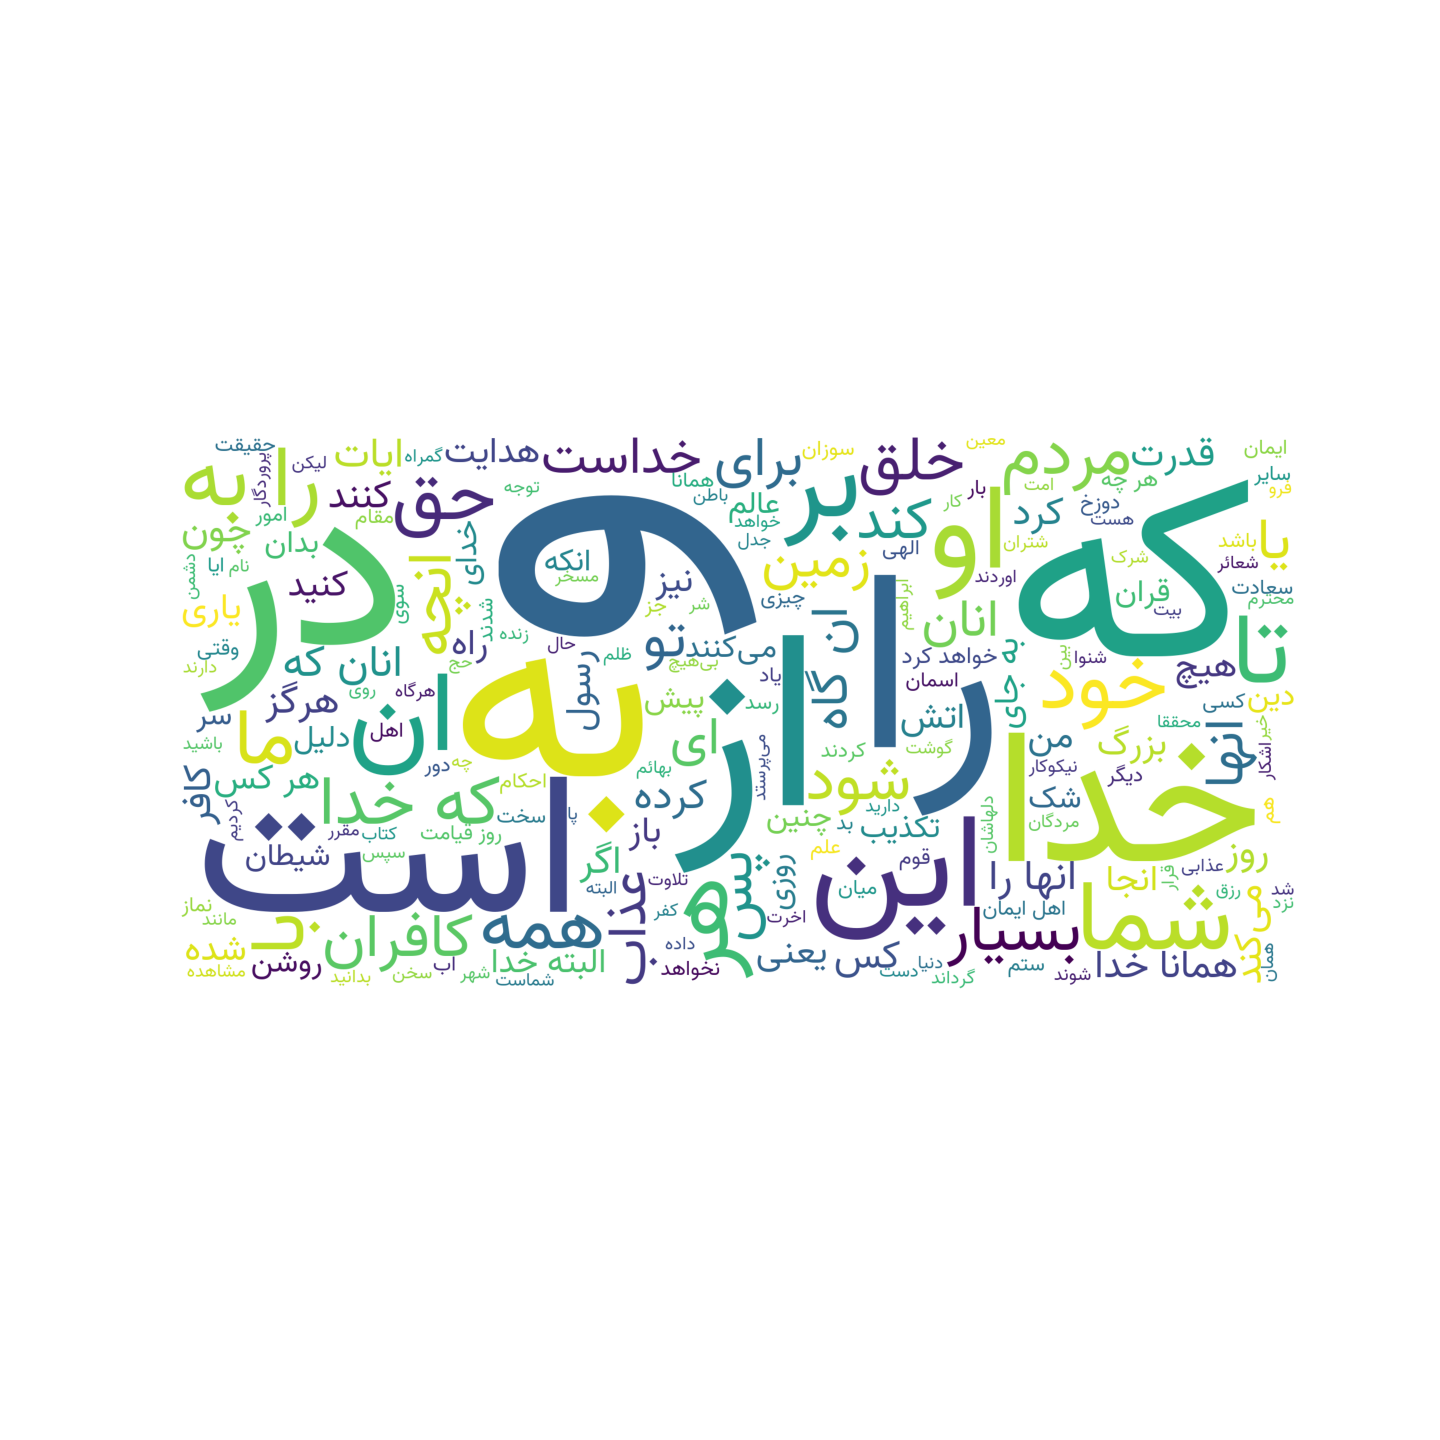 حقیقت
پروردگار
را به
لیکن
ایات
گمراه
هدایت
خداست
برای
سوزان
خلق
معین
مردم
قدرت
ایمان
سایر
فرو
هر چه
امت
دوزخ
هست
کنند
حق
توجه
همانا
باطن
عالم
خواهد
جدل
بر
کند
کار
بار
او
کرد
که
یا
باشد
شعائر
سعادت
محترم
امور
مقام
چون
بدان
ایا
نام
دشمن
در
کنید
انچه
خدای
سوی
شدند
و
انکه
مسخر
نیز
جز
شر
چیزی
زمین
الهی
اوردند
شتران
شرک
قران
بیت
ابراهیم
انان
یاری
وقتی
دارند
انان که
راه
حج
زنده
حال
رسول
ظلم
تو
می‌کنند
بی‌هیچ
یاد
رسد
ان گاه
خواهد کرد
اسمان
به جای
بین
شنوا
هیچ
تا
دین
کسی
محققا
خود
هرگز
روی
هرگاه
اهل
ان
به
پیش
ای
از
را
اتش
گوشت
من
نیکوکار
بزرگ
دیگر
انها
اشکار
خیر
سر
باشید
ما
دلیل
دور
چه
احکام
بهائم
می‌پرستد
کردند
شود
دارید
خدا
شک
مردگان
دلهاشان
هم
کافر
کردیم
هر کس
که خدا
سخت
پا
کرده
باز
چنین
بد
تکذیب
علم
قوم
مقرر
کتاب
روز قیامت
سپس
شیطان
است
اگر
البته
عذاب
تلاوت
کفر
هر
پس
روزی
میان
اخرت
این
انها را
اهل ایمان
انجا
قرار
عذابی
رزق
روز
شد
نزد
نماز
مانند
با
شده
مشاهده
روشن
کافران
بدانید
سخن
اب
شهر
همه
البته خدا
شماست
داده
نخواهد
یعنی
کس
دست
دنیا
گرداند
بسیار
ستم
شوند
شما
همانا خدا
می‌کند
همان